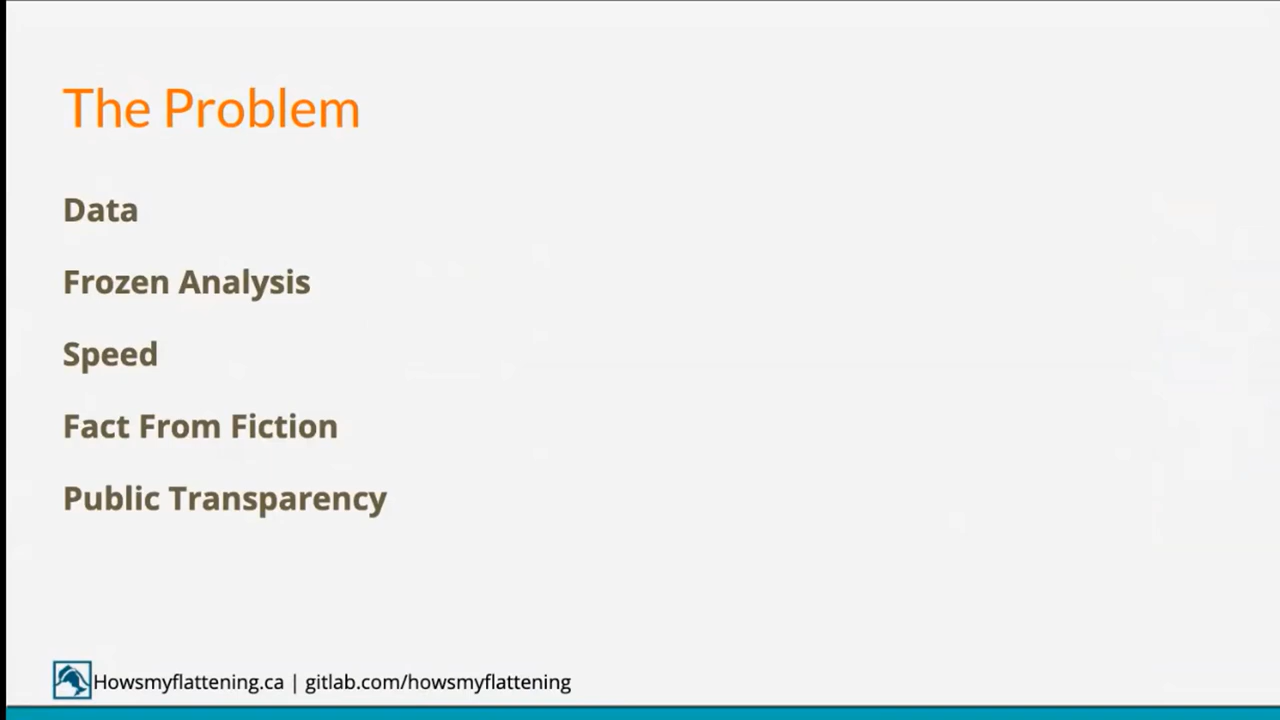 The Problem
Data
Frozen Analysis
Speed
Fact From Fiction
Public Transparency
Howsmyflattening.ca | gitlab.com/howsmyflattening